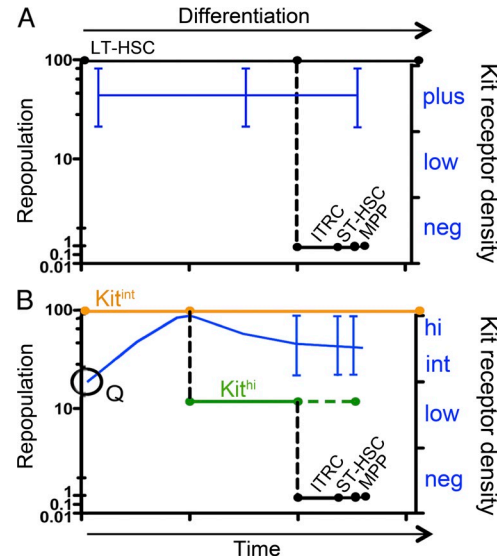 A
Differentiation
LT-HSC
100
10
0.1
0.01
Repopulation
plus
low
neg
Kit receptor density
ITRC
ST-HSC
MPP
B
Kitint
100
10
0.1
0.01
Repopulation
Q
Kithi
hi
int
low
neg
Kit receptor density
ITRC
ST-HSC
MPP
Time